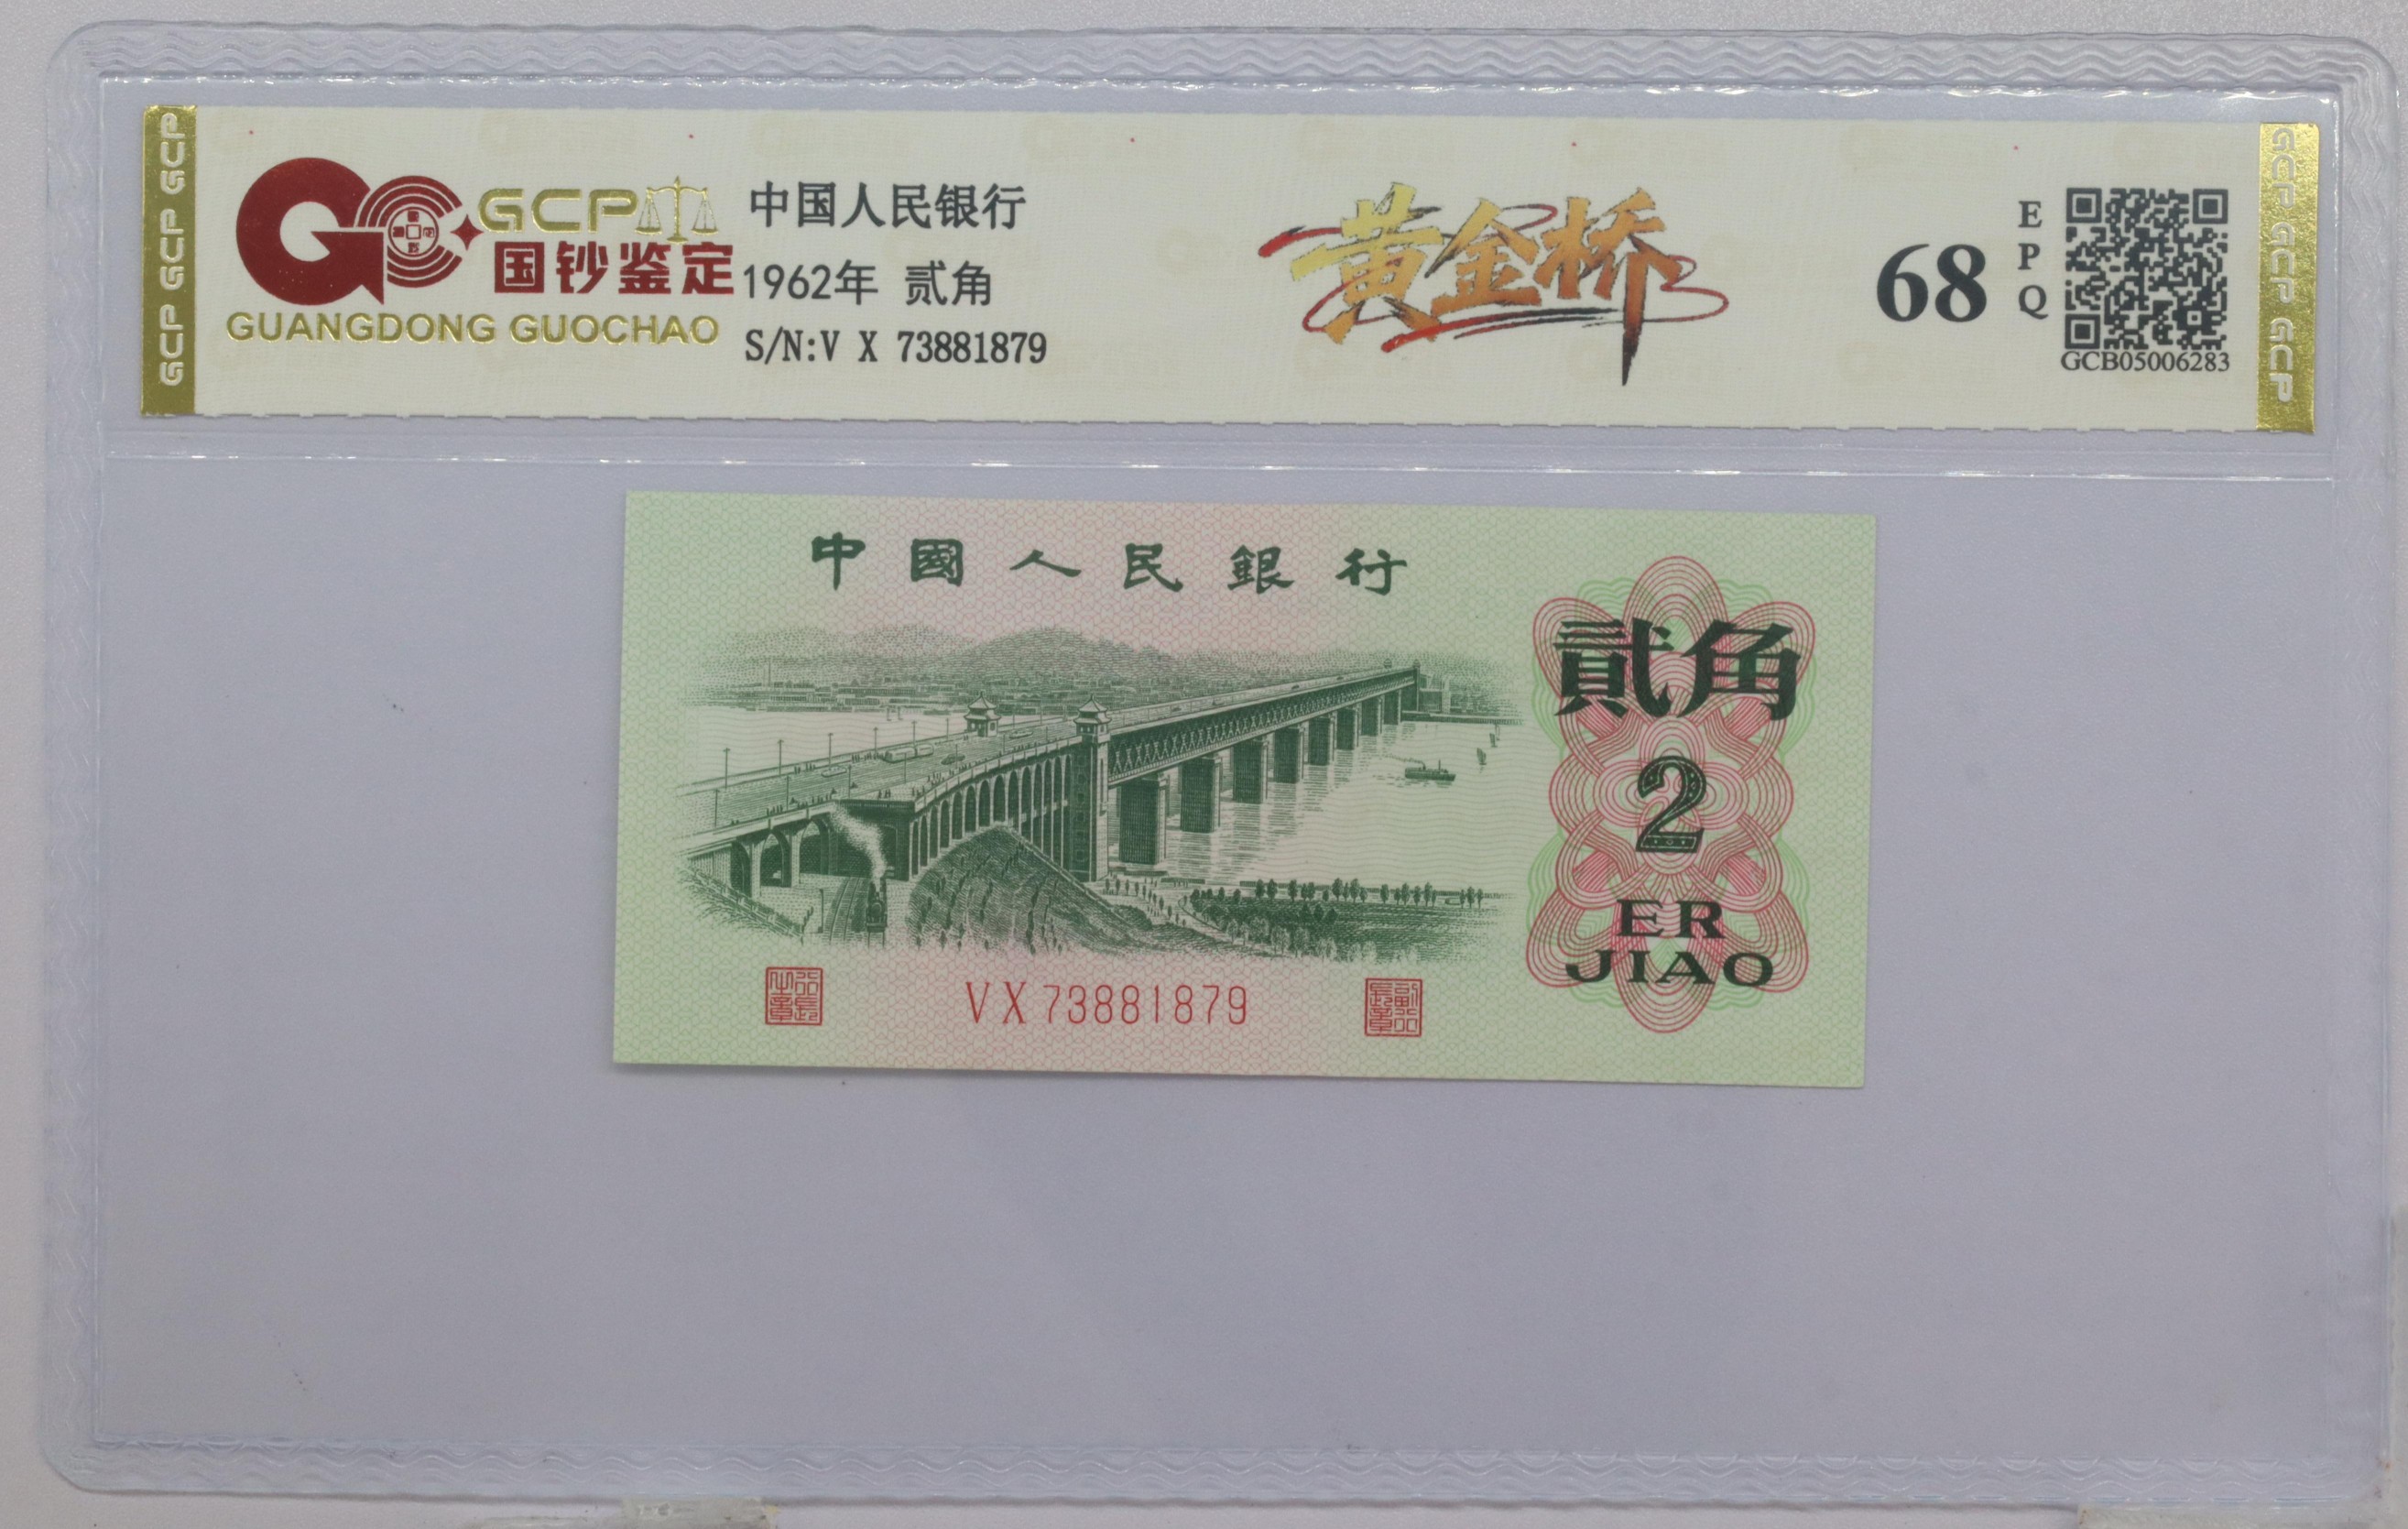 GCP GCP GCP
GCP
国钞鉴定
GUANGDONG GUOCHAO
中国人民银行
1962年 贰角
S/N:V X 73881879
黄金桥
68
EPQ
GCB05006283
GCP GCP GCP
中國人民銀行
貳角
2
ER
JIAO
VX73881879